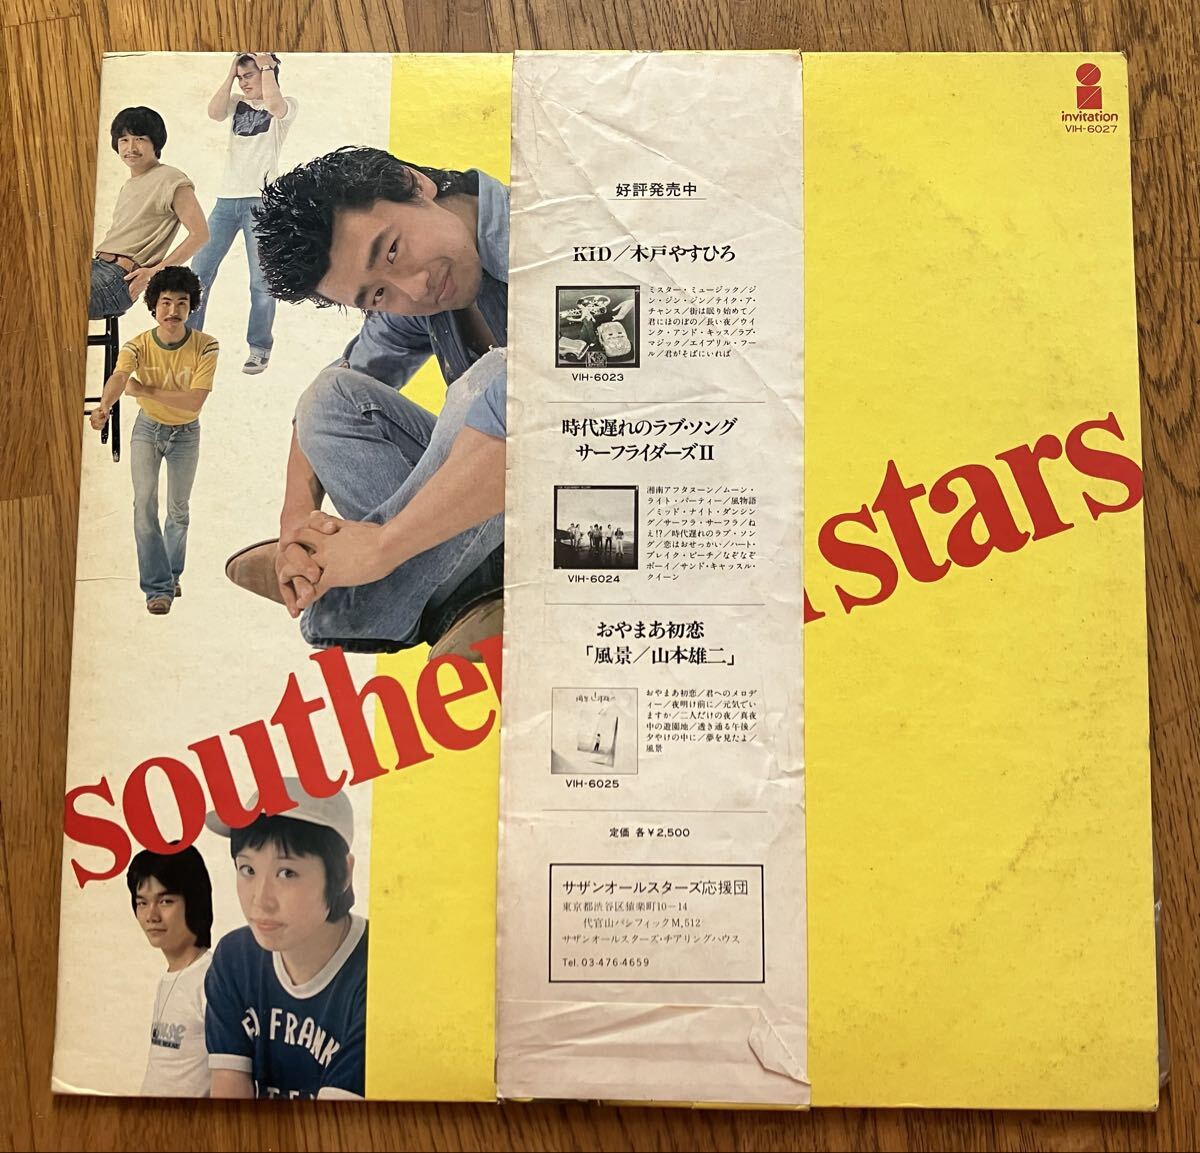 invitation
VIH-6027
好評発売中
KID／木戸やすひろ
ミスター・ミュージック／ジ
ン・ジン・ジン／テイク・ア・
チャンス／街は眠り始めて／
君にほのぼの／長い夜／ウイ
ンク・アンド・キッス／ラブ・
マジック／エイプリル・フー
ル／君がそばにいれば
VIH-6023
時代遅れのラブ・ソング
サーフライダーズII
湘南アフタヌーン／ムーン・
ライト・パーティー／風物語
／ミッド・ナイト・ダンシン
グ／サーフラ・サーフラ／ね
え!?／時代遅れのラブ・ソン
グ／恋はおせっかい／ハート・
ブレイク・ビーチ／なぞなぞ
ボーイ／サンド・キャッスル・
クイーン
VIH-6024
おやまあ初恋
「風景／山本雄二」
おやまあ初恋／君へのメロデ
ィー／夜明け前に／元気でい
ますか／二人だけの夜／真夜
中の遊園地／透き通る午後／
夕やけの中に／夢を見たよ／
風景
VIH-6025
定価 各￥2,500
サザンオールスターズ応援団
東京都渋谷区猿楽町10－14
代官山パシフィックM,512
サザンオールスターズ・チアリングハウス
Tel. 03-476-4659
southe
stars
FRANK